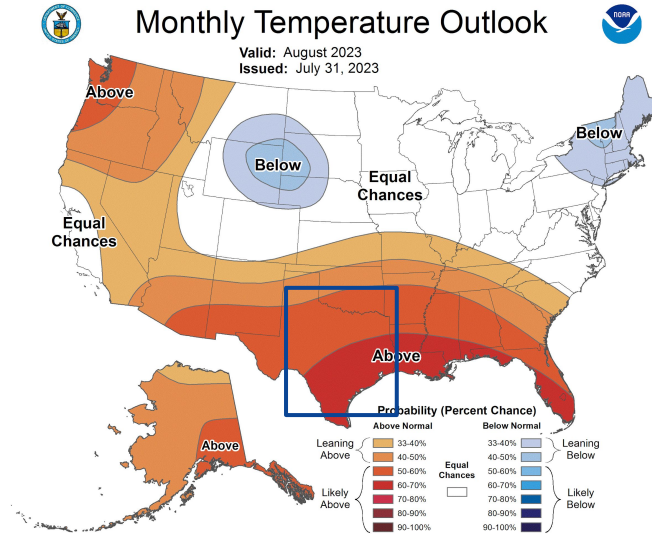 Monthly Temperature Outlook
NOAA
Valid: August 2023
Issued: July 31, 2023
Above
Below
Below
Equal
Chances
Equal
Chances
Above
Above
Probability (Percent Chance)
Above Normal
Below Normal
Leaning
Above
33-40%
40-50%
Likely
Above
50-60%
60-70%
70-80%
80-90%
90-100%
Equal
Chances
33-40%
40-50%
Leaning
Below
50-60%
60-70%
70-80%
80-90%
90-100%
Likely
Below